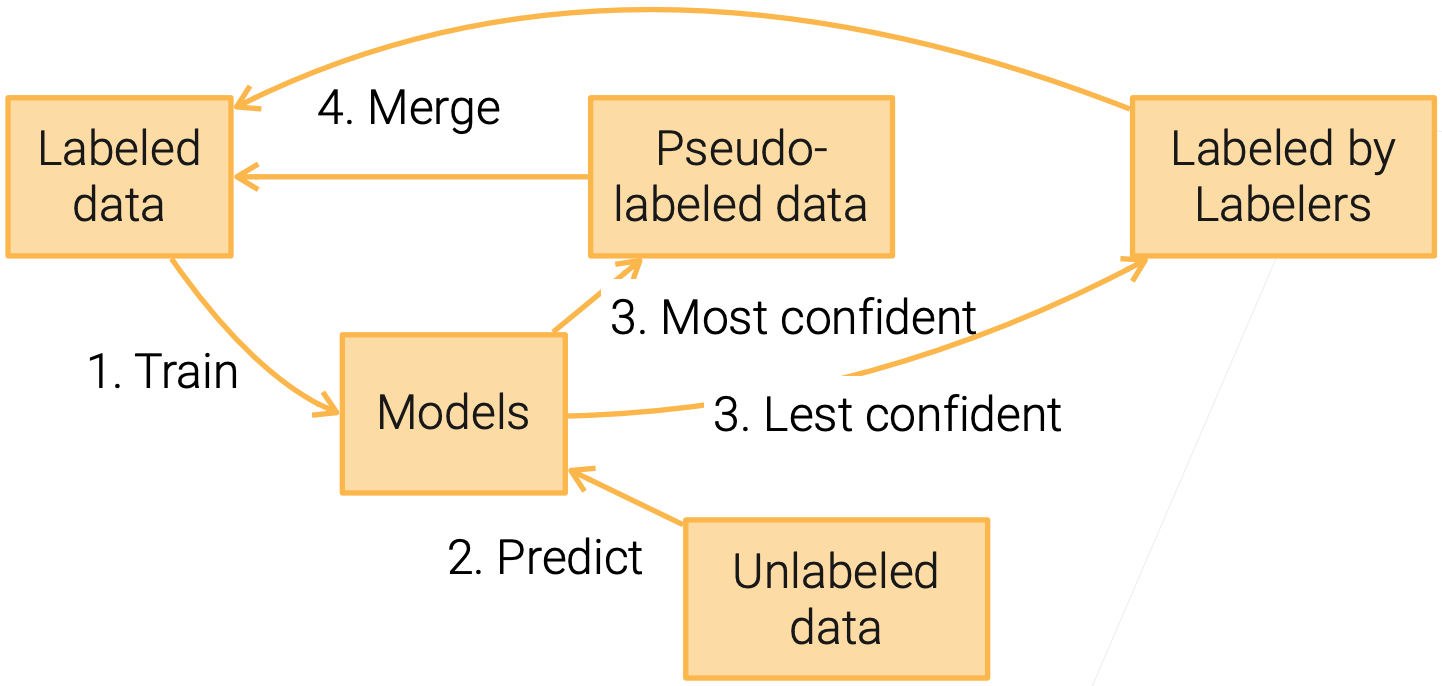 4. Merge
Labeled
data
Pseudo-
labeled data
Labeled by
Labelers
3. Most confident
1. Train
Models
3. Lest confident
2. Predict
Unlabeled
data